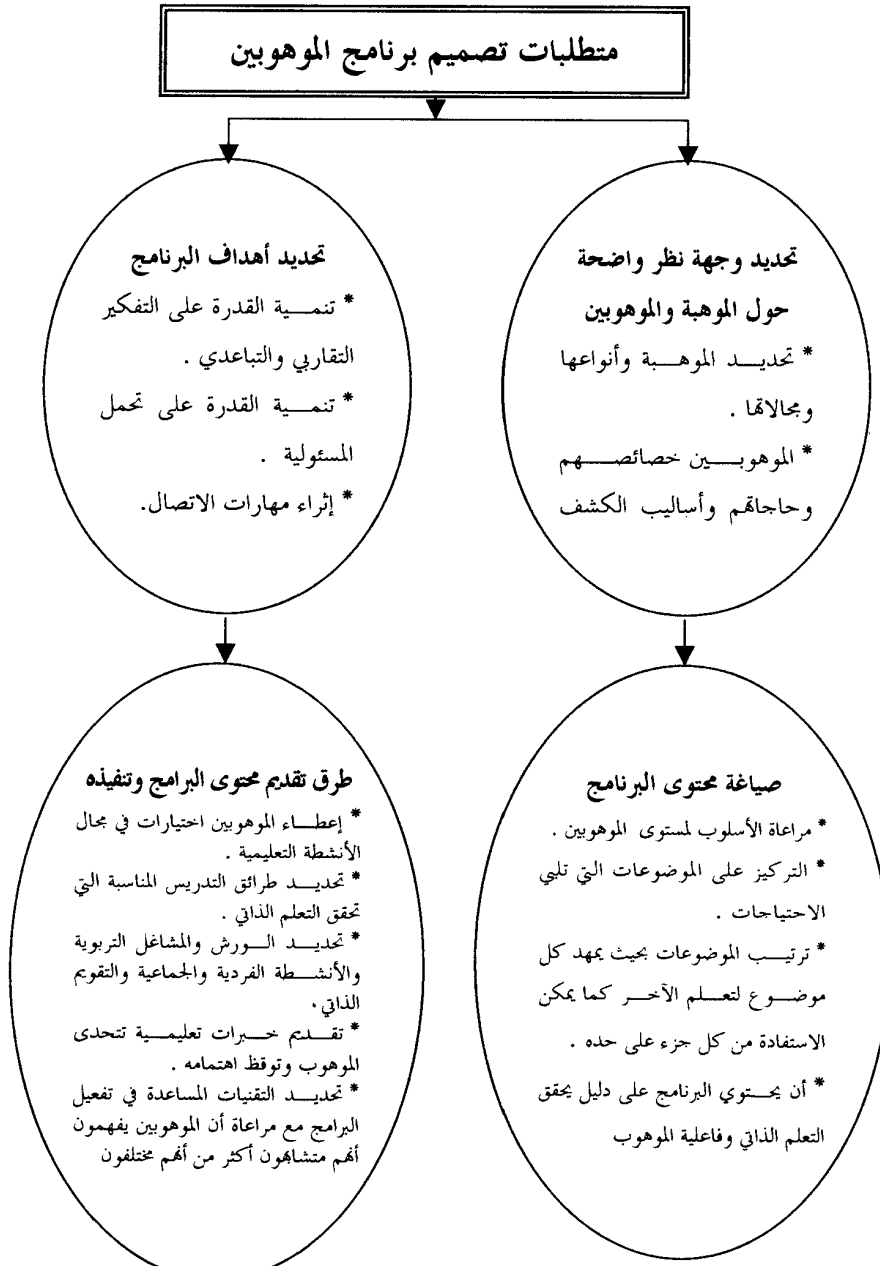 متطلبات تصميم برنامج الموهوبين
تحديد وجهة نظر واضحة
حول الموهبة والموهوبين
* تحديد الموهبة وأنواعها
ومجالاتها .
* الموهوبين خصائصهم
وحاجاتهم وأساليب الكشف
تحديد أهداف البرنامج
* تنمية القدرة على التفكير
التقاربي والتباعدي .
* تنمية القدرة على تحمل
المسئولية .
* إثراء مهارات الاتصال.
صياغة محتوى البرنامج
* مراعاة الأسلوب لمستوى الموهوبين .
* التركيز على الموضوعات التي تلبي
الاحتياجات .
* ترتيب الموضوعات بحيث يمهد كل
موضوع لتعلم الآخر كما يمكن
الاستفادة من كل جزء على حده .
* أن يحتوي البرنامج على دليل يحقق
التعلم الذاتي وفاعلية الموهوب
طرق تقديم محتوى البرامج وتنفيذه
* إعطاء الموهوبين اختيارات في مجال
الأنشطة التعليمية .
* تحديد طرائق التدريس المناسبة التي
تحقق التعلم الذاتي .
* تحديد الورش والمشاغل التربوية
والأنشطة الفردية والجماعية والتقويم
الذاتي.
* تقديم خبرات تعليمية تتحدى
الموهوب وتوقظ اهتمامه .
* تحديد التقنيات المساعدة في تفعيل
البرامج مع مراعاة أن الموهوبين يفهمون
أنهم متشابهون أكثر من أنهم مختلفون